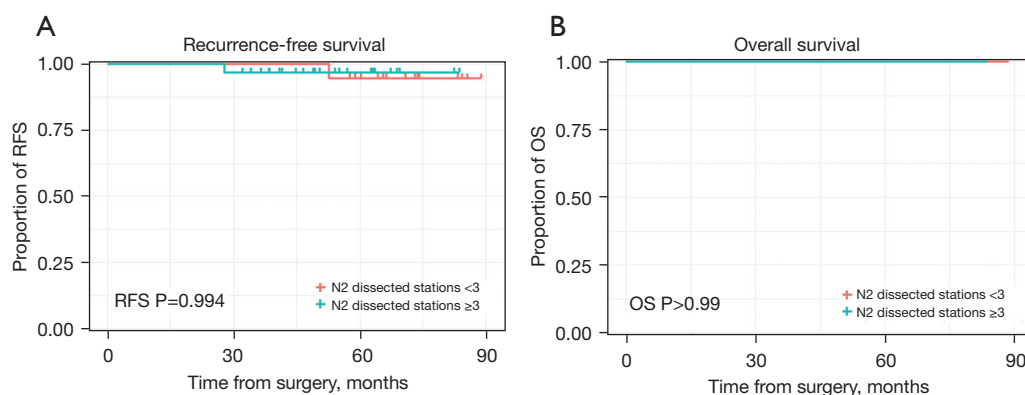 A
Recurrence-free survival
Proportion of RFS
1.00
0.75
0.50
0.25
0.00
RFS P=0.994
N2 dissected stations <3
N2 dissected stations ≥3
0 30 60 90
Time from surgery, months
B
Overall survival
Proportion of OS
1.00
0.75
0.50
0.25
0.00
OS P>0.99
N2 dissected stations <3
N2 dissected stations ≥3
0 30 60 90
Time from surgery, months